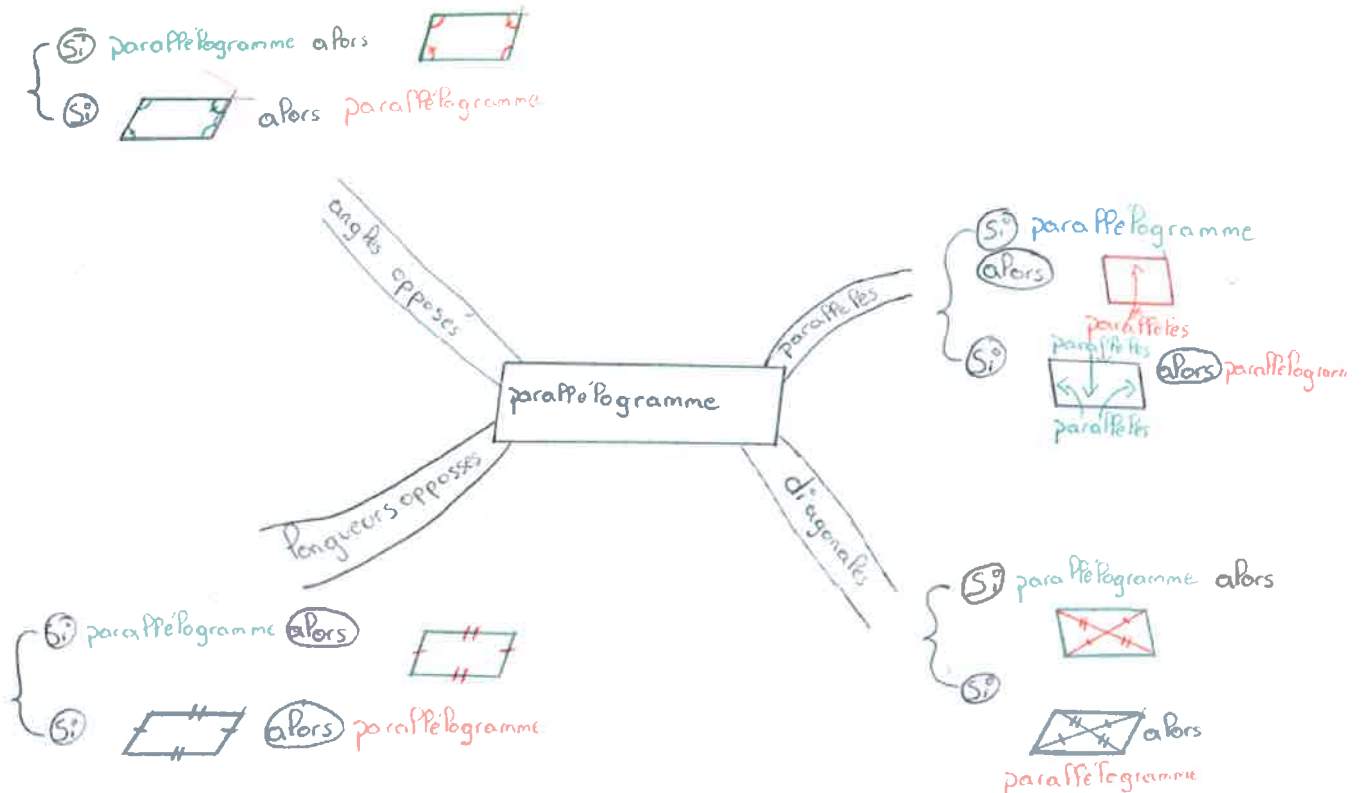 Si parallélogramme alors
Si alors parallélogramme
angles opposés
parallèles
Si parallélogramme
alors
parallèles
Si
parallèles
alors parallélogramm
parallèles
parallélogramme
longueurs opposées
diagonales
Si parallélogramme alors
Si
alors
parallélogramme
Si parallélogramme alors
Si alors parallélogramme